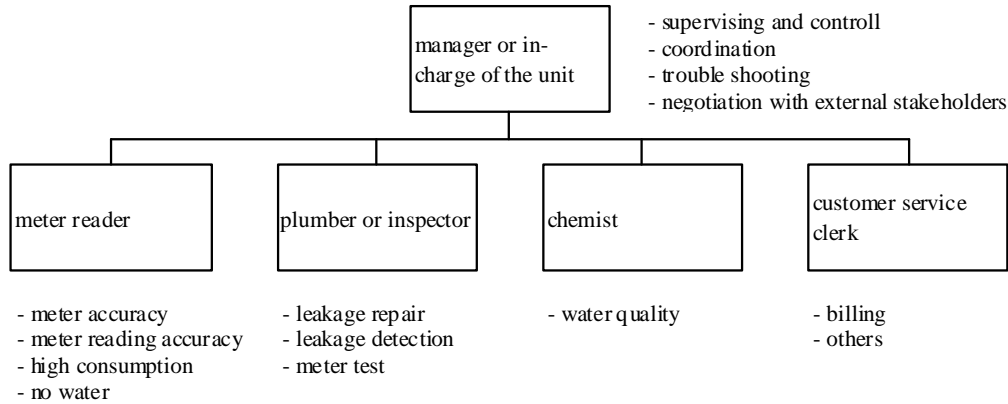 manager or in-
charge of the unit
- supervising and controll
- coordination
- trouble shooting
- negotiation with external stakeholders
meter reader
plumber or inspector
chemist
customer service
clerk
- meter accuracy
- meter reading accuracy
- high consumption
- no water
- leakage repair
- leakage detection
- meter test
- water quality
- billing
- others